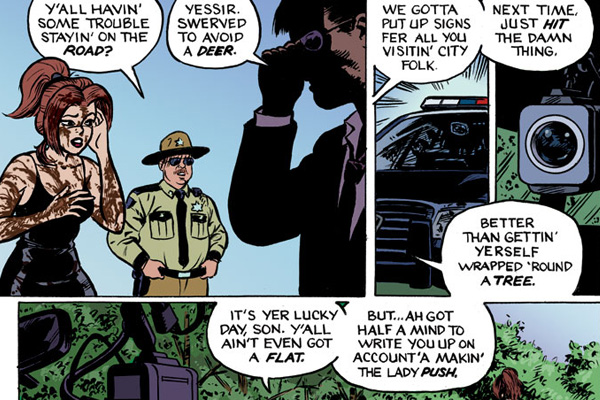 Y'ALL HAVIN'
SOME TROUBLE
STAYIN' ON THE
ROAD?
YESSIR.
SWERVED
TO AVOID
A DEER.
WE GOTTA
PUT UP SIGNS
FER ALL YOU
VISITIN' CITY
FOLK.
NEXT TIME,
JUST HIT
THE DAMN
THING.
BETTER
THAN GETTIN'
YERSELF
WRAPPED 'ROUND
A TREE.
IT'S YER LUCKY
DAY, SON. Y'ALL
AIN'T EVEN GOT
A FLAT.
BUT...AH GOT
HALF A MIND TO
WRITE YOU UP ON
ACCOUNT'A MAKIN'
THE LADY PUSH.